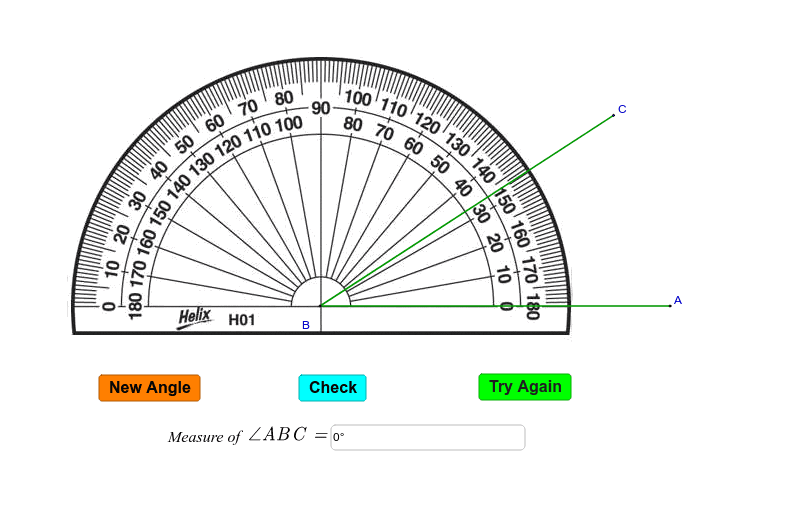 C
80 90 100
70 110
60 120
50 130
40 140
30 150
20 160
10 170
0 180
100 80
110 70
120 60
130 50
140 40
150 30
160 20
170 10
180 0
A
B
Helix H01
New Angle Check Try Again
Measure of ∠ABC = 0°